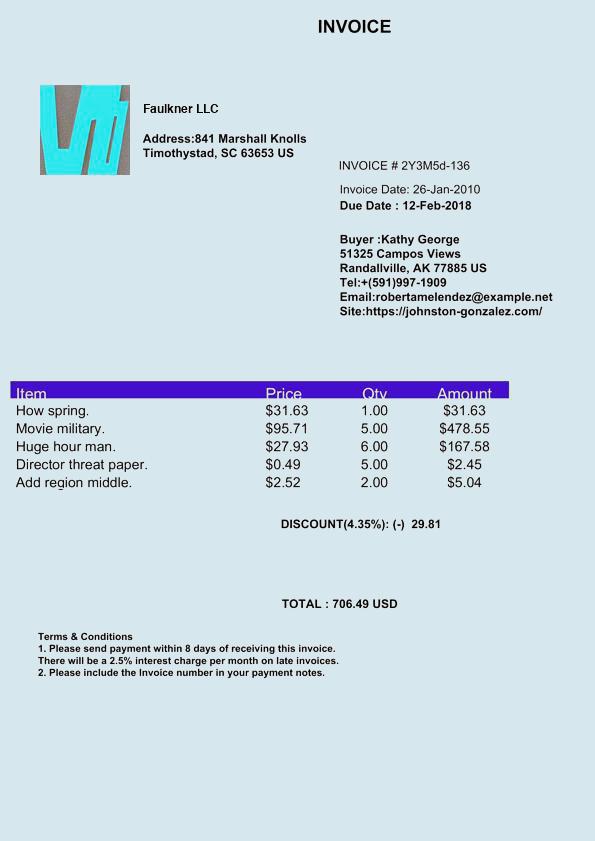 INVOICE
Faulkner LLC
Address:841 Marshall Knolls
Timothystad, SC 63653 US
INVOICE # 2Y3M5d-136
Invoice Date: 26-Jan-2010
Due Date : 12-Feb-2018
Buyer :Kathy George
51325 Campos Views
Randallville, AK 77885 US
Tel:+(591)997-1909
Email:robertamelendez@example.net
Site:https://johnston-gonzalez.com/
Item Price Qty Amount
How spring. $31.63 1.00 $31.63
Movie military. $95.71 5.00 $478.55
Huge hour man. $27.93 6.00 $167.58
Director threat paper. $0.49 5.00 $2.45
Add region middle. $2.52 2.00 $5.04
DISCOUNT(4.35%): (-) 29.81
TOTAL : 706.49 USD
Terms & Conditions
1. Please send payment within 8 days of receiving this invoice.
There will be a 2.5% interest charge per month on late invoices.
2. Please include the Invoice number in your payment notes.